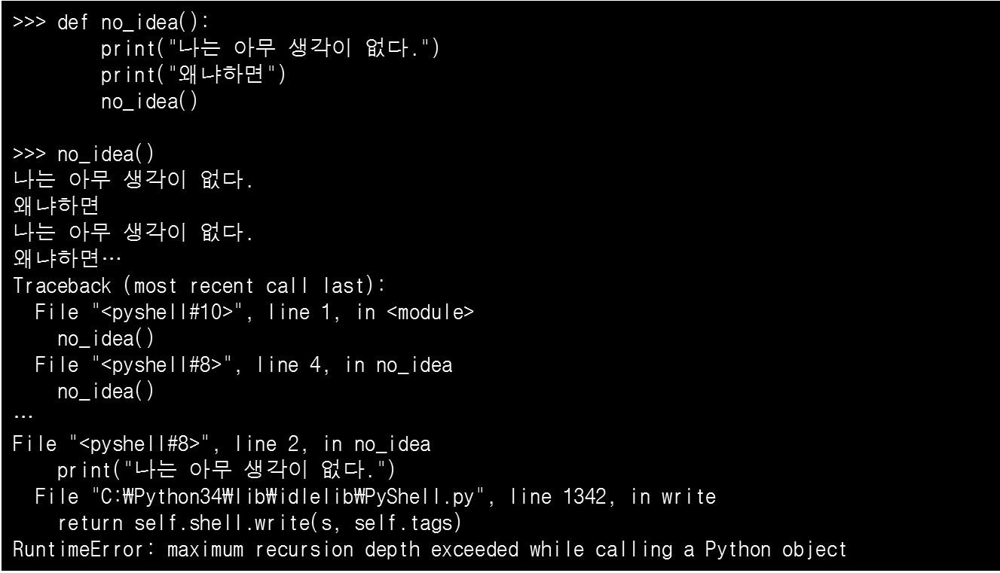 >>> def no_idea():
        print("나는 아무 생각이 없다.")
        print("왜냐하면")
        no_idea()

>>> no_idea()
나는 아무 생각이 없다.
왜냐하면
나는 아무 생각이 없다.
왜냐하면…
Traceback (most recent call last):
  File "<pyshell#10>", line 1, in <module>
    no_idea()
  File "<pyshell#8>", line 4, in no_idea
    no_idea()
…
File "<pyshell#8>", line 2, in no_idea
    print("나는 아무 생각이 없다.")
  File "C:₩Python34₩lib₩idlelib₩PyShell.py", line 1342, in write
    return self.shell.write(s, self.tags)
RuntimeError: maximum recursion depth exceeded while calling a Python object